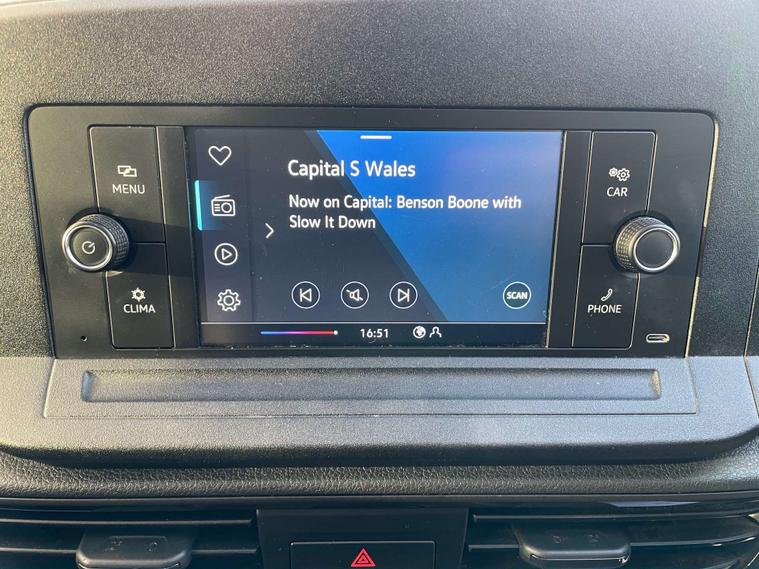 MENU
CLIMA
Capital S Wales
Now on Capital: Benson Boone with
Slow It Down
SCAN
16:51
CAR
PHONE